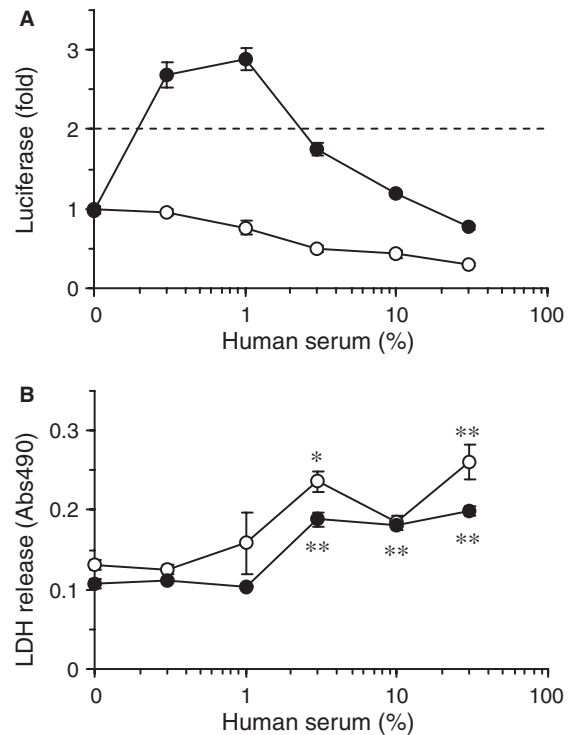 A
Luciferase (fold)
3
2
1
0
0 1 10 100
Human serum (%)
B
LDH release (Abs490)
0.3
0.2
0.1
0
* **
** ** **
0 1 10 100
Human serum (%)